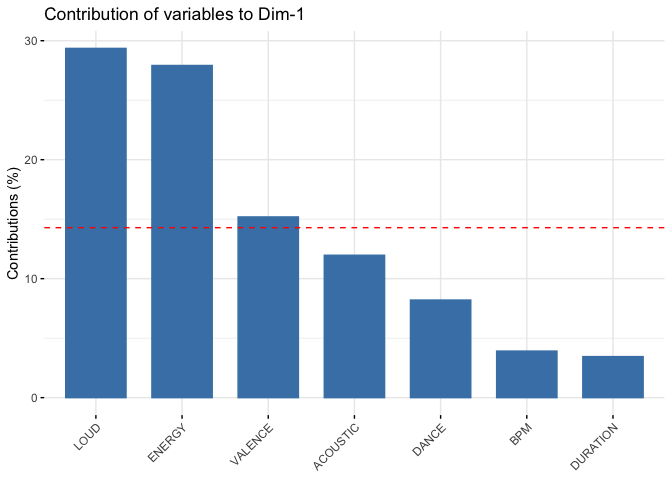 Contribution of variables to Dim-1
Contributions (%)
30
20
10
0
LOUD
ENERGY
VALENCE
ACOUSTIC
DANCE
BPM
DURATION